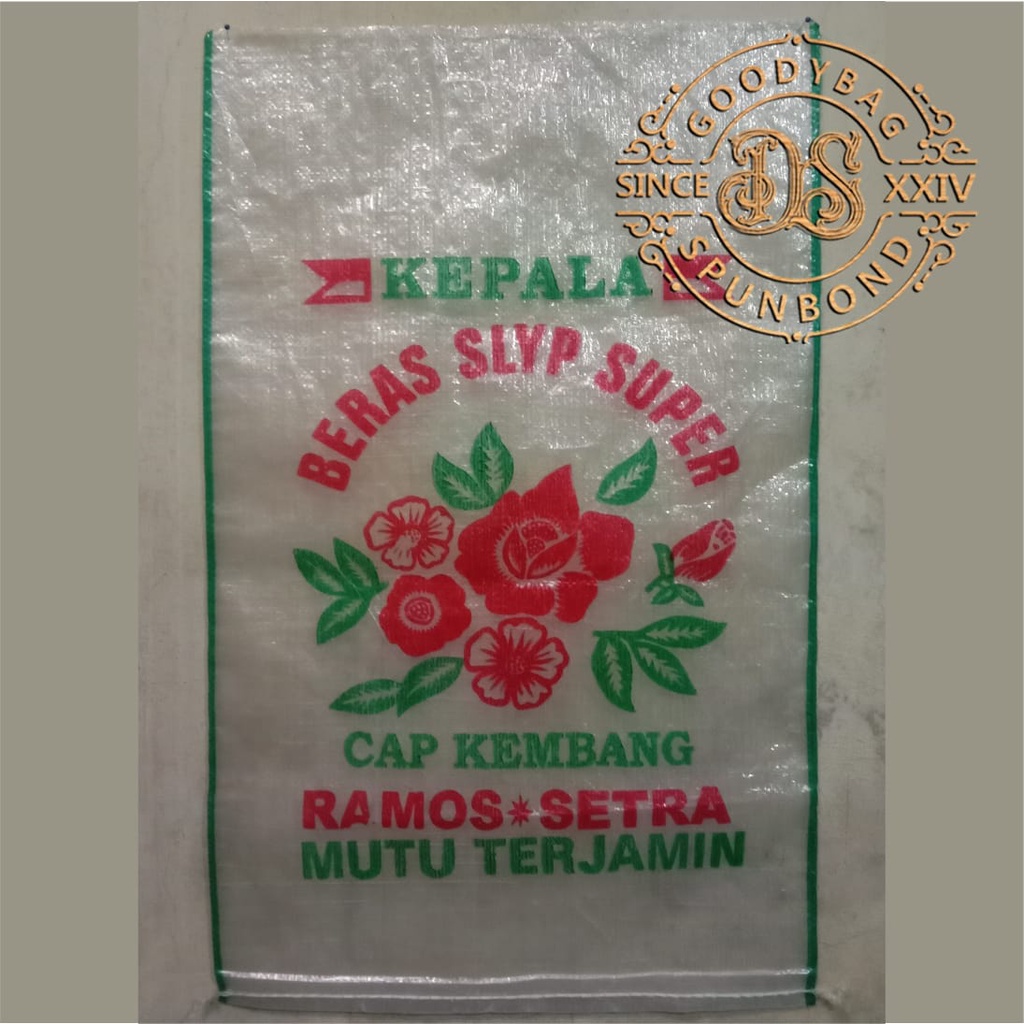 GOODYBAG
SINCE DS XXIV
SPUNBOND
KEPALA
BERAS SLYP SUPER
CAP KEMBANG
RAMOS*SETRA
MUTU TERJAMIN